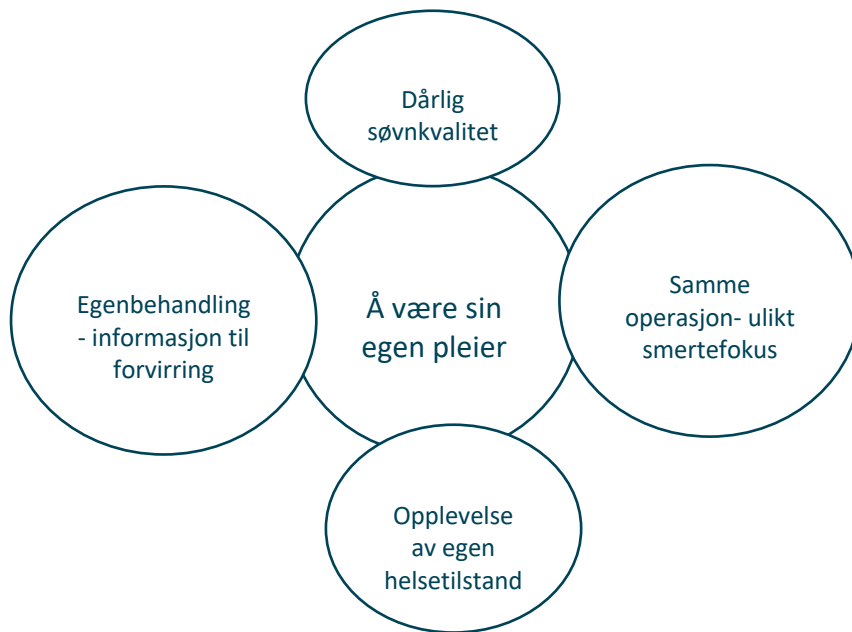 Dårlig
søvnkvalitet
Egenbehandling
- informasjon til
forvirring
Å være sin
egen pleier
Samme
operasjon- ulikt
smertefokus
Opplevelse
av egen
helsetilstand